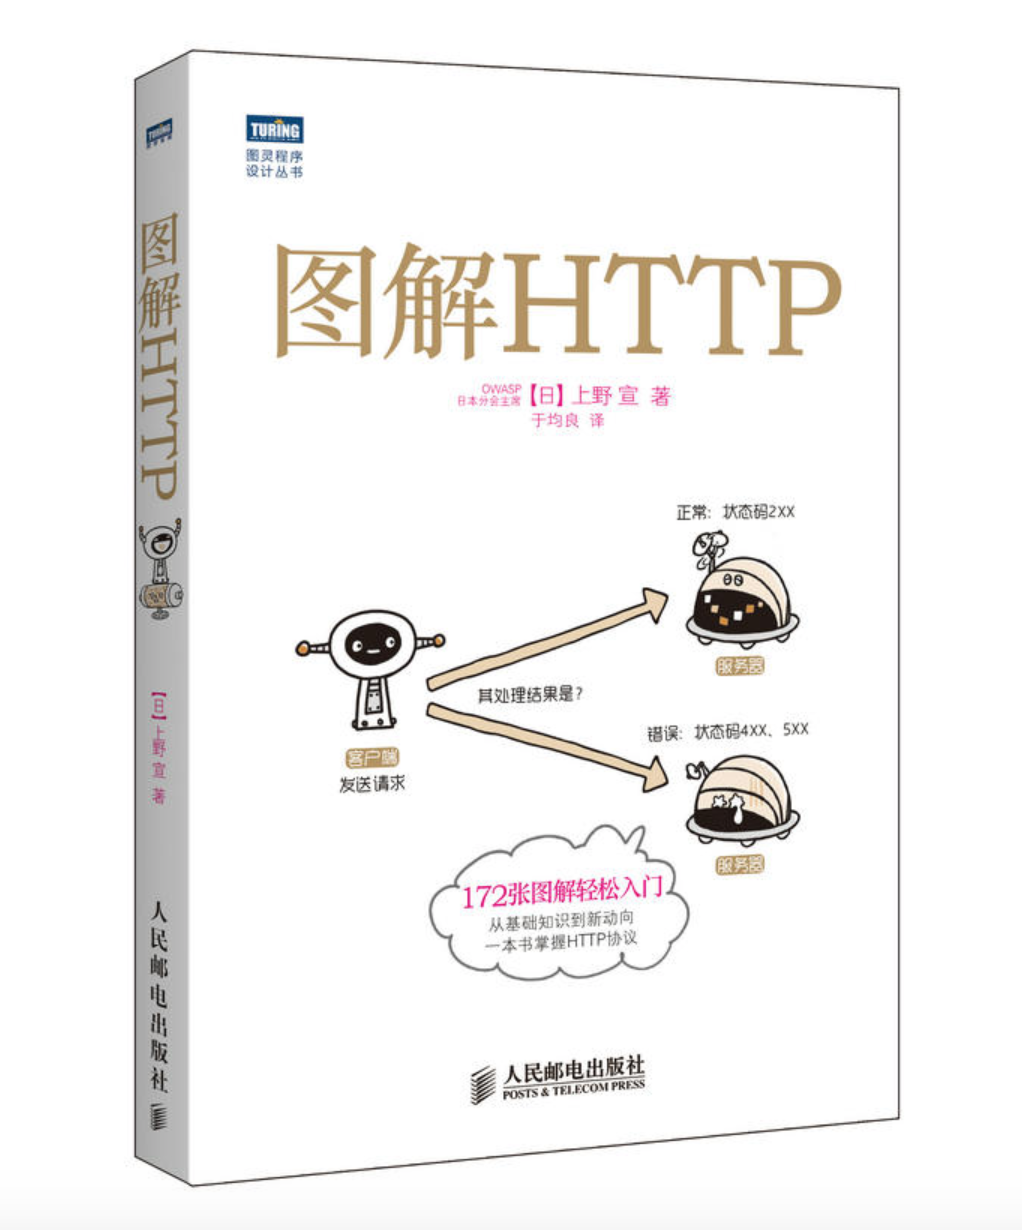 TURING
图灵程序
设计丛书
图解HTTP
OWASP
日本分会主席
【日】上野 宣 著
于均良 译
正常：状态码2XX
服务器
其处理结果是？
客户端
发送请求
错误：状态码4XX、5XX
服务器
172张图解轻松入门
从基础知识到新动向
一本书掌握HTTP协议
人民邮电出版社
POSTS & TELECOM PRESS
TURING
图解HTTP
【日】上野 宣 著
人民邮电出版社